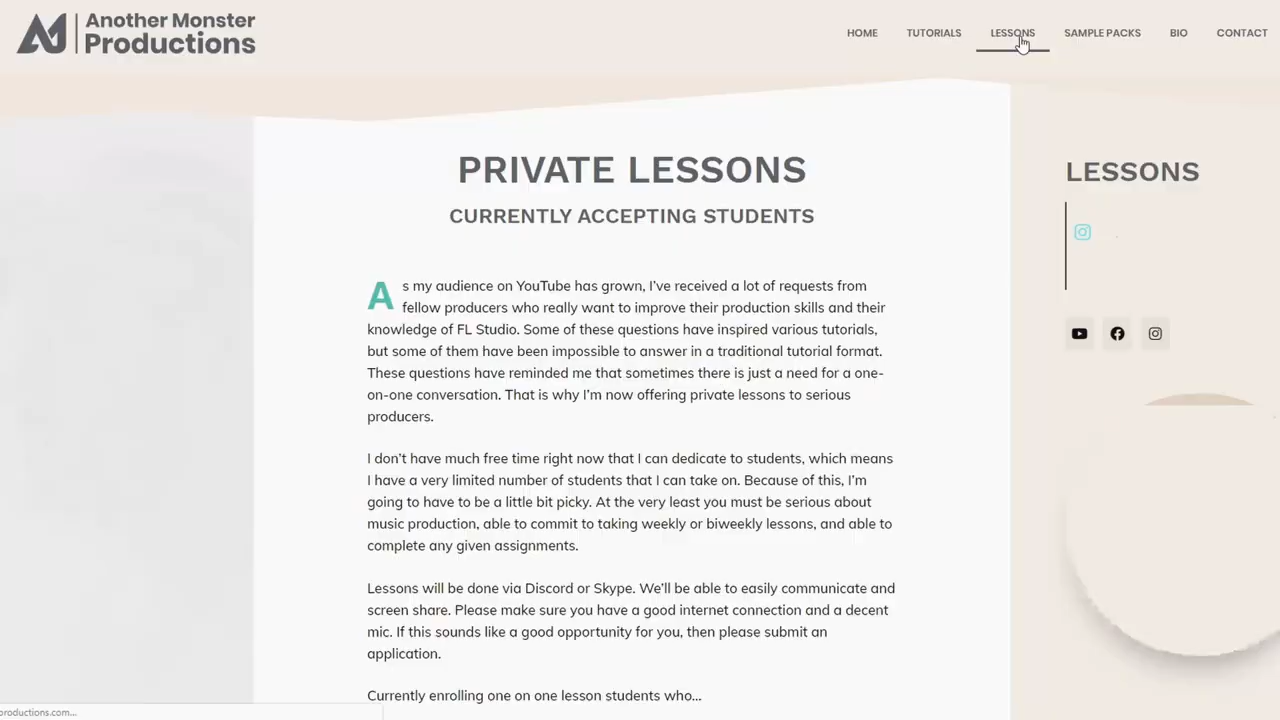 Another Monster
Productions
HOME TUTORIALS LESSONS SAMPLE PACKS BIO CONTACT
PRIVATE LESSONS
CURRENTLY ACCEPTING STUDENTS
As my audience on YouTube has grown, I've received a lot of requests from
fellow producers who really want to improve their production skills and their
knowledge of FL Studio. Some of these questions have inspired various tutorials,
but some of them have been impossible to answer in a traditional tutorial format.
These questions have reminded me that sometimes there is just a need for a one-
on-one conversation. That is why I'm now offering private lessons to serious
producers.
I don't have much free time right now that I can dedicate to students, which means
I have a very limited number of students that I can take on. Because of this, I'm
going to have to be a little bit picky. At the very least you must be serious about
music production, able to commit to taking weekly or biweekly lessons, and able to
complete any given assignments.
Lessons will be done via Discord or Skype. We'll be able to easily communicate and
screen share. Please make sure you have a good internet connection and a decent
mic. If this sounds like a good opportunity for you, then please submit an
application.
Currently enrolling one on one lesson students who...
LESSONS
productions.com...